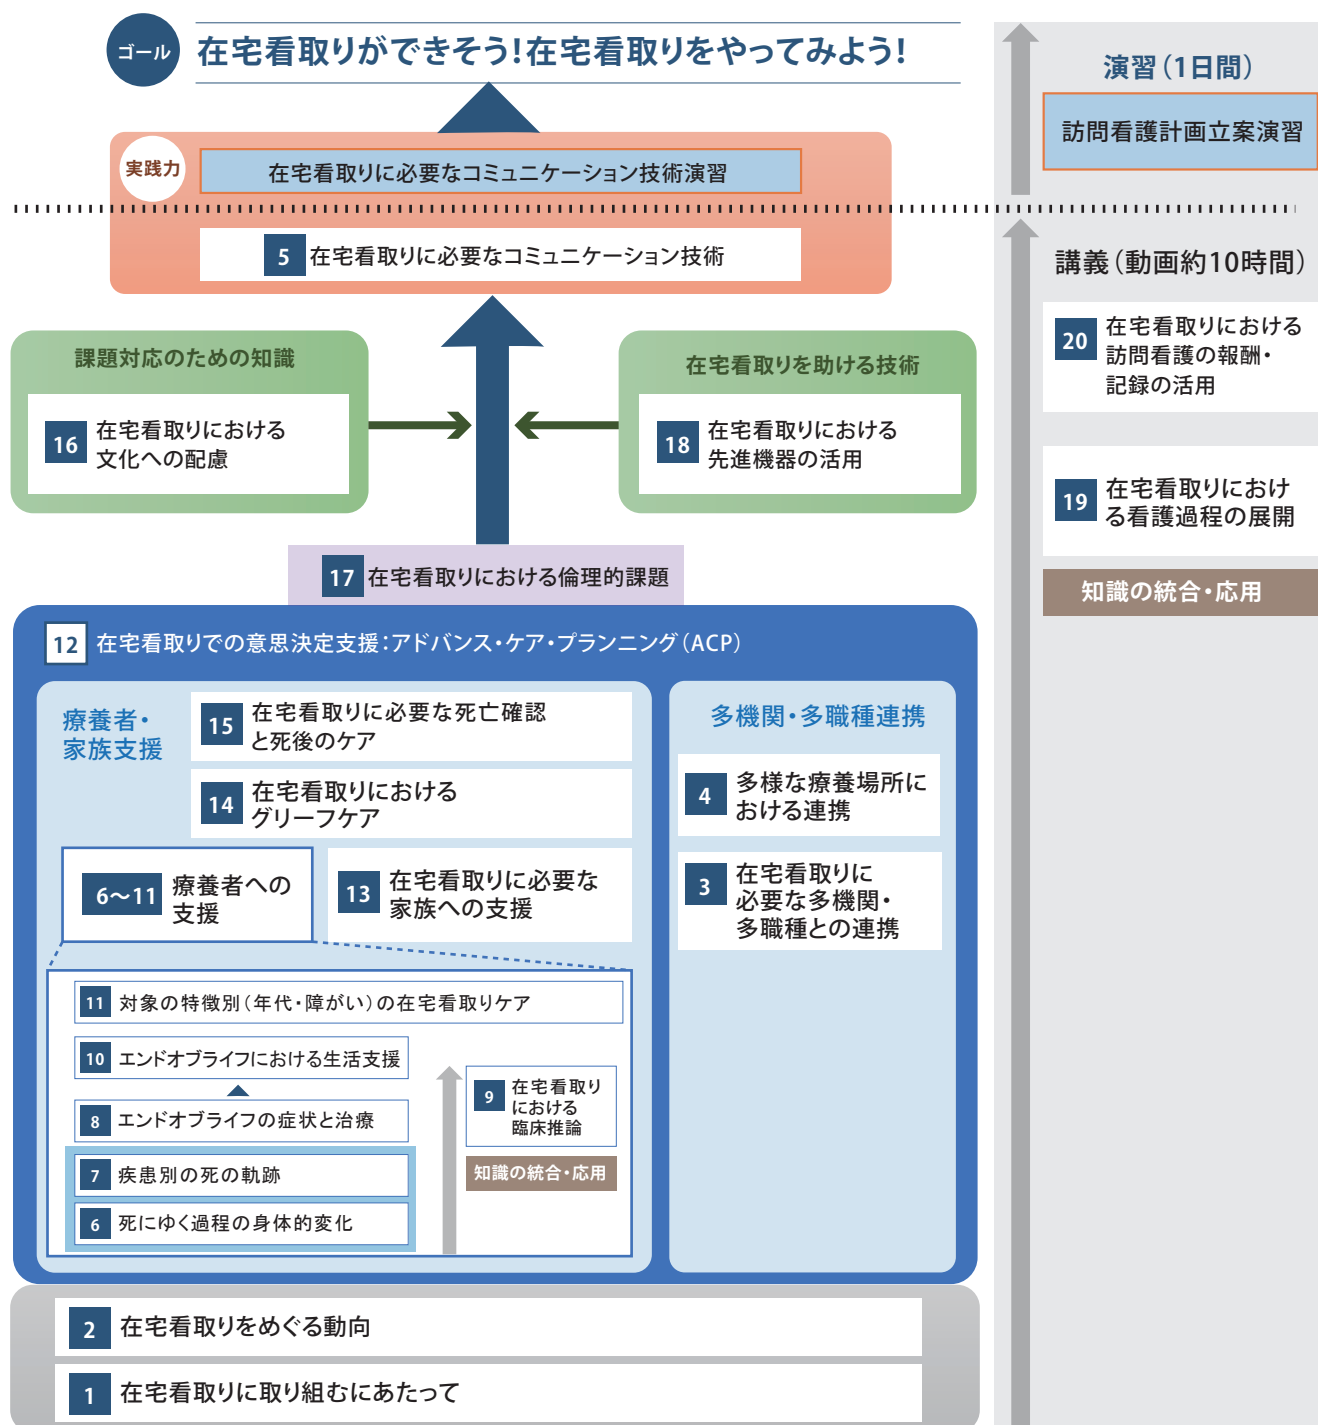 ゴール
在宅看取りができそう!在宅看取りをやってみよう!
実践力
在宅看取りに必要なコミュニケーション技術演習
5 在宅看取りに必要なコミュニケーション技術
課題対応のための知識
16 在宅看取りにおける
文化への配慮
在宅看取りを助ける技術
18 在宅看取りにおける
先進機器の活用
17 在宅看取りにおける倫理的課題
12 在宅看取りでの意思決定支援:アドバンス・ケア・プランニング(ACP)
療養者・
家族支援
15 在宅看取りに必要な死亡確認
と死後のケア
14 在宅看取りにおける
グリーフケア
6〜11 療養者への
支援
13 在宅看取りに必要な
家族への支援
11 対象の特徴別(年代・障がい)の在宅看取りケア
10 エンドオブライフにおける生活支援
8 エンドオブライフの症状と治療
7 疾患別の死の軌跡
6 死にゆく過程の身体的変化
9 在宅看取り
における
臨床推論
知識の統合・応用
多機関・多職種連携
4 多様な療養場所に
おける連携
3 在宅看取りに
必要な多機関・
多職種との連携
2 在宅看取りをめぐる動向
1 在宅看取りに取り組むにあたって
演習(1日間)
訪問看護計画立案演習
講義(動画約10時間)
20 在宅看取りにおける
訪問看護の報酬・
記録の活用
19 在宅看取りにおけ
る看護過程の展開
知識の統合・応用